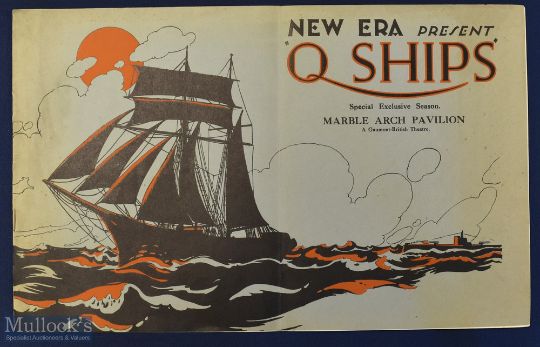 NEW ERA PRESENT
"Q SHIPS"
Special Exclusive Season.
MARBLE ARCH PAVILION
A Gaumont-British Theatre.
Mullock's
Specialist Auctioneers & Valuers